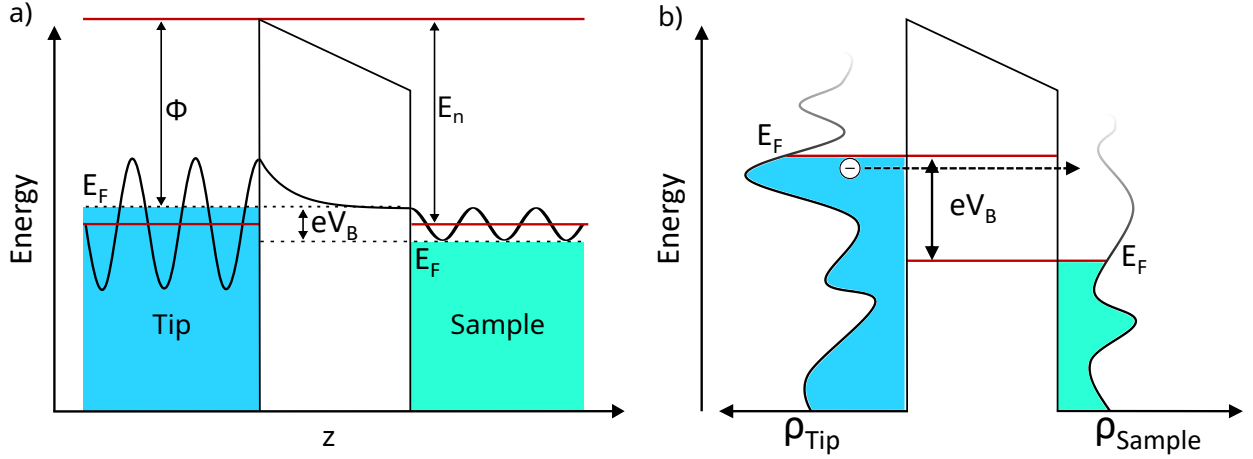 a)
Energy
Φ
E_n
E_F
eV_B
E_F
Tip
Sample
z
b)
Energy
E_F
−
eV_B
E_F
ρ_Tip
ρ_Sample